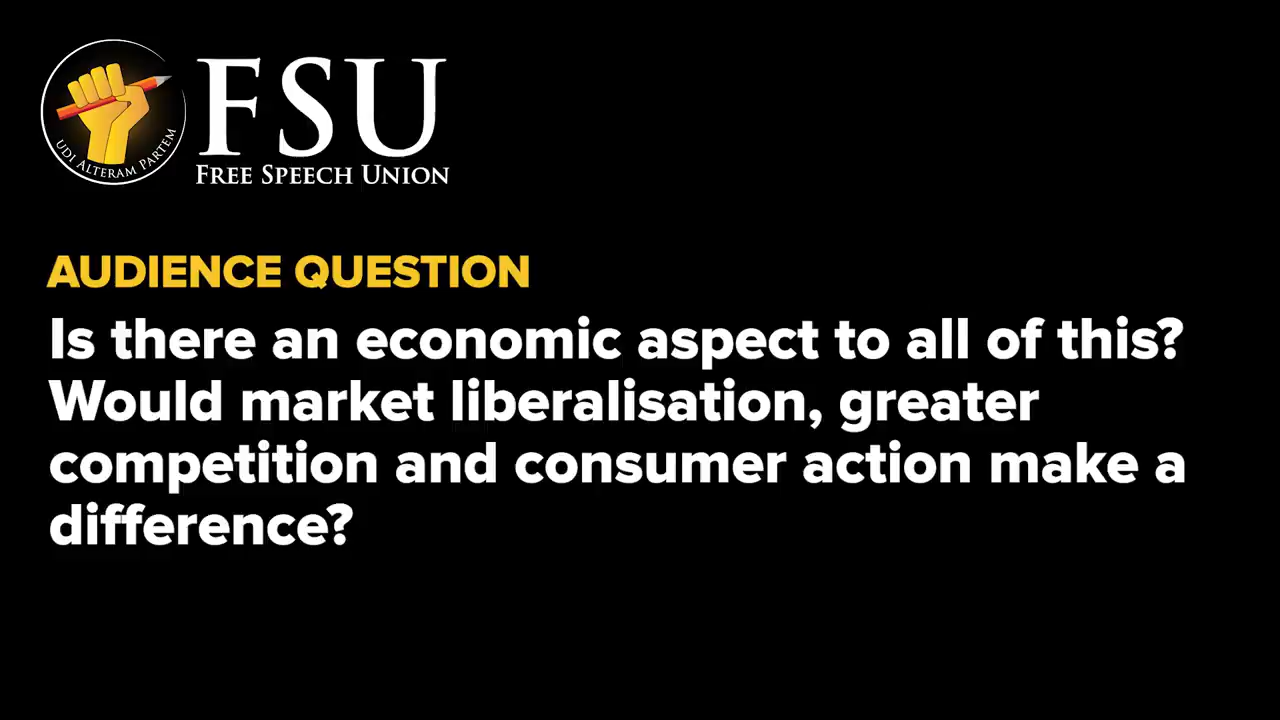 FSU
FREE SPEECH UNION
UDI ALTERAM PARTEM
AUDIENCE QUESTION
Is there an economic aspect to all of this?
Would market liberalisation, greater
competition and consumer action make a
difference?